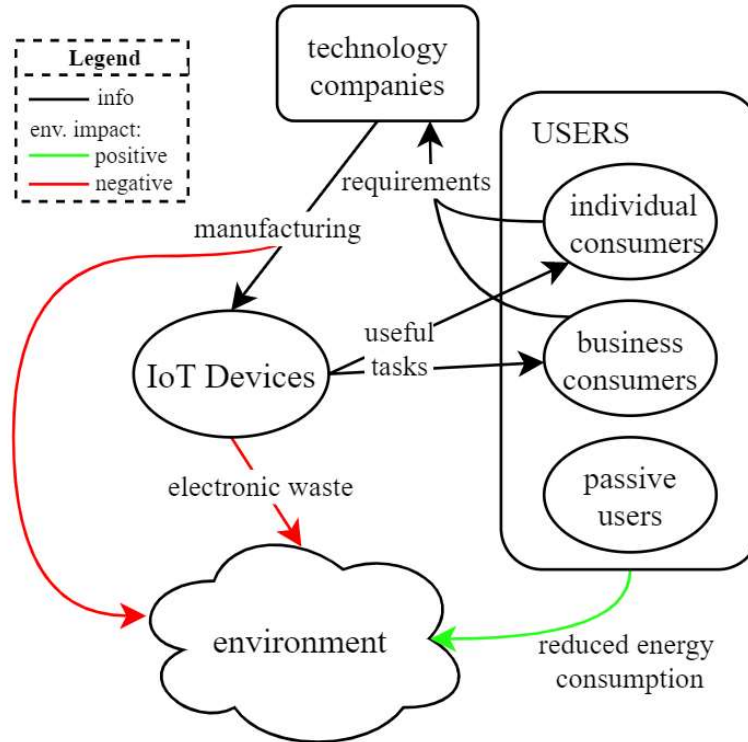 Legend
info
env. impact:
positive
negative
technology
companies
USERS
requirements
individual
consumers
manufacturing
useful
tasks
business
consumers
IoT Devices
passive
users
electronic waste
environment
reduced energy
consumption